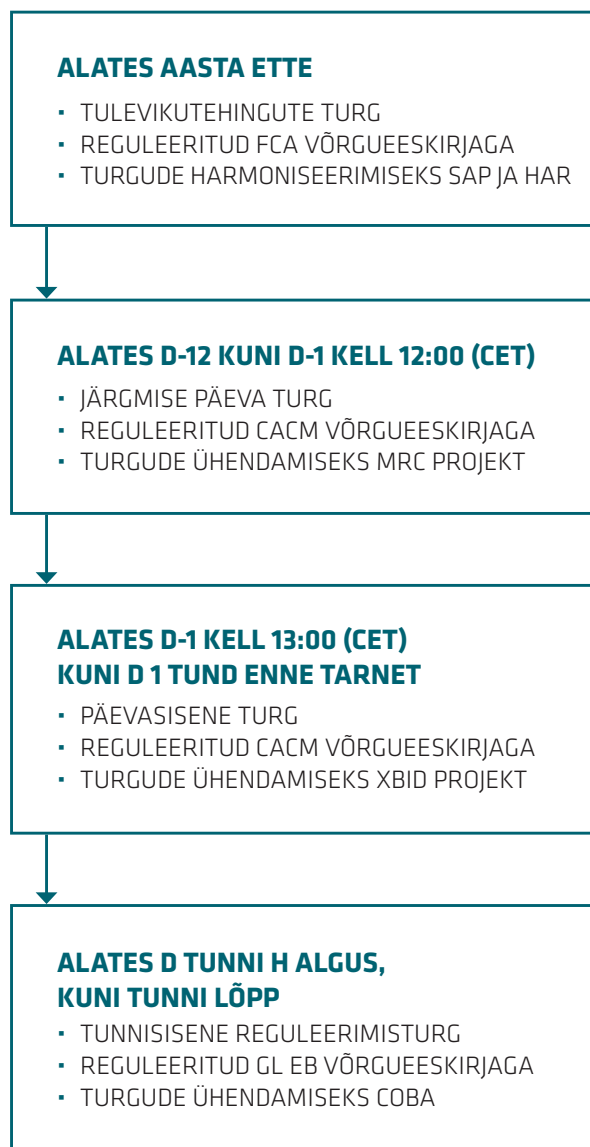 ALATES AASTA ETTE
• TULEVIKUTEHINGUTE TURG
• REGULEERITUD FCA VÕRGUEESKIRJAGA
• TURGUDE HARMONISEERIMISEKS SAP JA HAR
ALATES D-12 KUNI D-1 KELL 12:00 (CET)
• JÄRGMISE PÄEVA TURG
• REGULEERITUD CACM VÕRGUEESKIRJAGA
• TURGUDE ÜHENDAMISEKS MRC PROJEKT
ALATES D-1 KELL 13:00 (CET)
KUNI D 1 TUND ENNE TARNET
• PÄEVASISENE TURG
• REGULEERITUD CACM VÕRGUEESKIRJAGA
• TURGUDE ÜHENDAMISEKS XBID PROJEKT
ALATES D TUNNI H ALGUS,
KUNI TUNNI LÕPP
• TUNNISISENE REGULEERIMISTURG
• REGULEERITUD GL EB VÕRGUEESKIRJAGA
• TURGUDE ÜHENDAMISEKS COBA